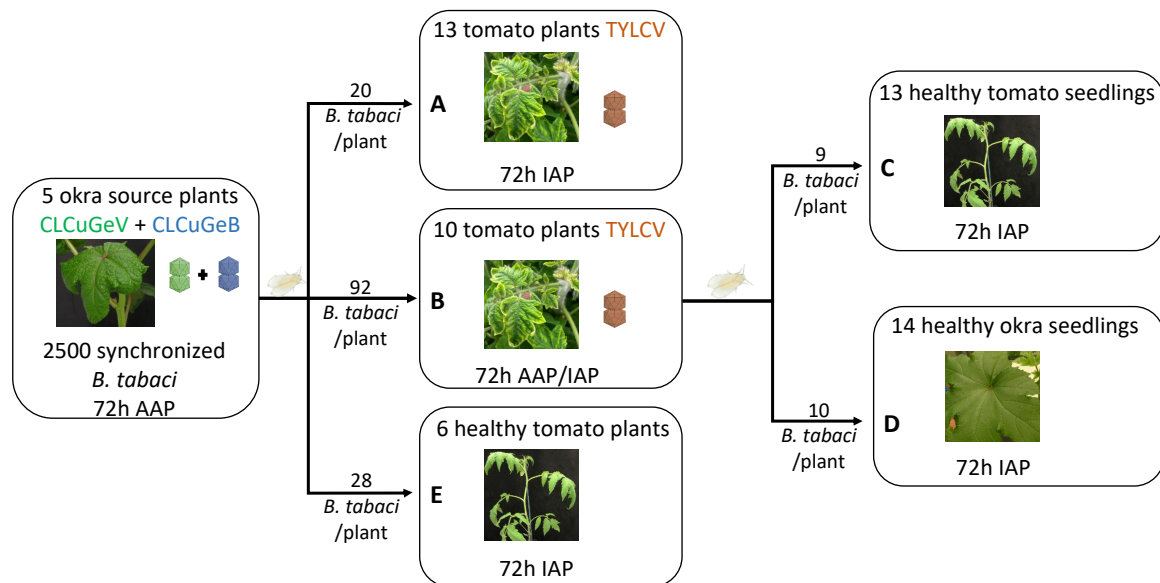 5 okra source plants
CLCuGeV + CLCuGeB
2500 synchronized
B. tabaci
72h AAP
20
B. tabaci
/plant
A
13 tomato plants TYLCV
72h IAP
92
B. tabaci
/plant
B
10 tomato plants TYLCV
72h AAP/IAP
28
B. tabaci
/plant
E
6 healthy tomato plants
72h IAP
9
B. tabaci
/plant
C
13 healthy tomato seedlings
72h IAP
10
B. tabaci
/plant
D
14 healthy okra seedlings
72h IAP